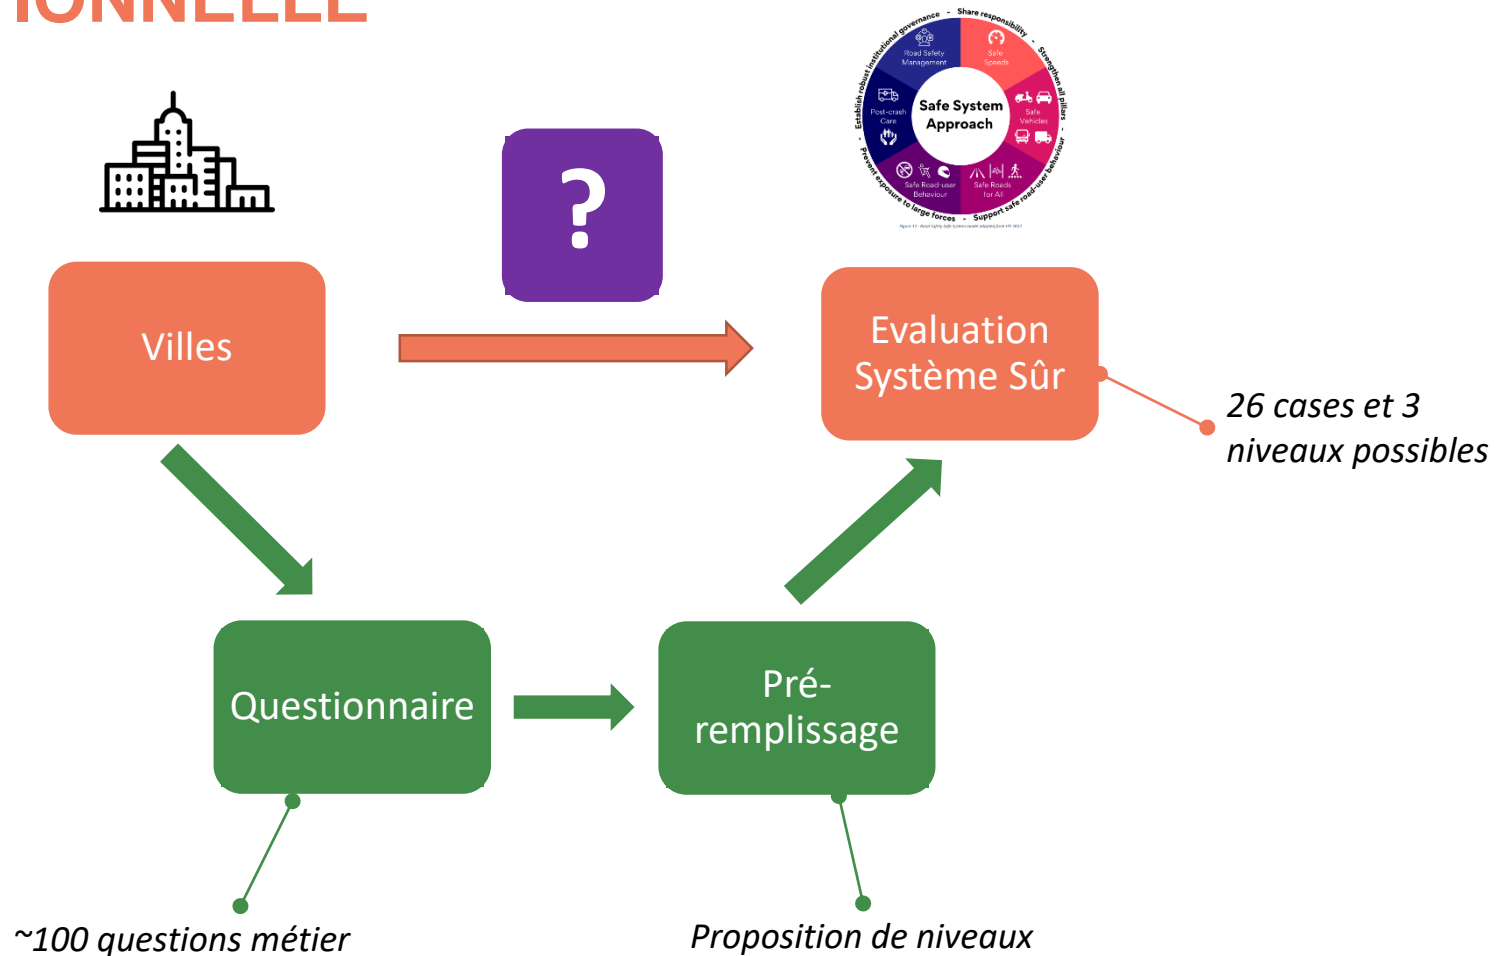 IONNELLE
Establish robust institutional governance - Share responsibility - Strengthen all pillars - Support safe road-user behaviour - Prevent exposure to large forces -
Road Safety
Management
Safe
Speeds
Post-crash
Care
Safe System
Approach
Safe
Vehicles
Safe Road-user
Behaviour
Safe Roads
for All
?
Villes
Evaluation
Système Sûr
26 cases et 3
niveaux possibles
Questionnaire
Pré-
remplissage
~100 questions métier
Proposition de niveaux